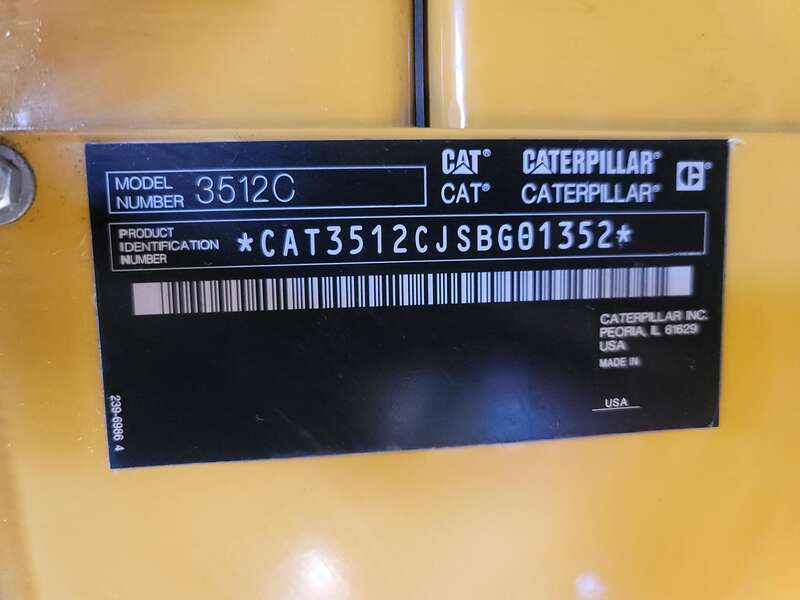 CAT® CATERPILLAR®
MODEL NUMBER 3512C
CAT® CATERPILLAR®
PRODUCT IDENTIFICATION NUMBER *CAT3512CJSBG01352*
CATERPILLAR INC.
PEORIA, IL 61629
USA
MADE IN
USA
239-6986 4